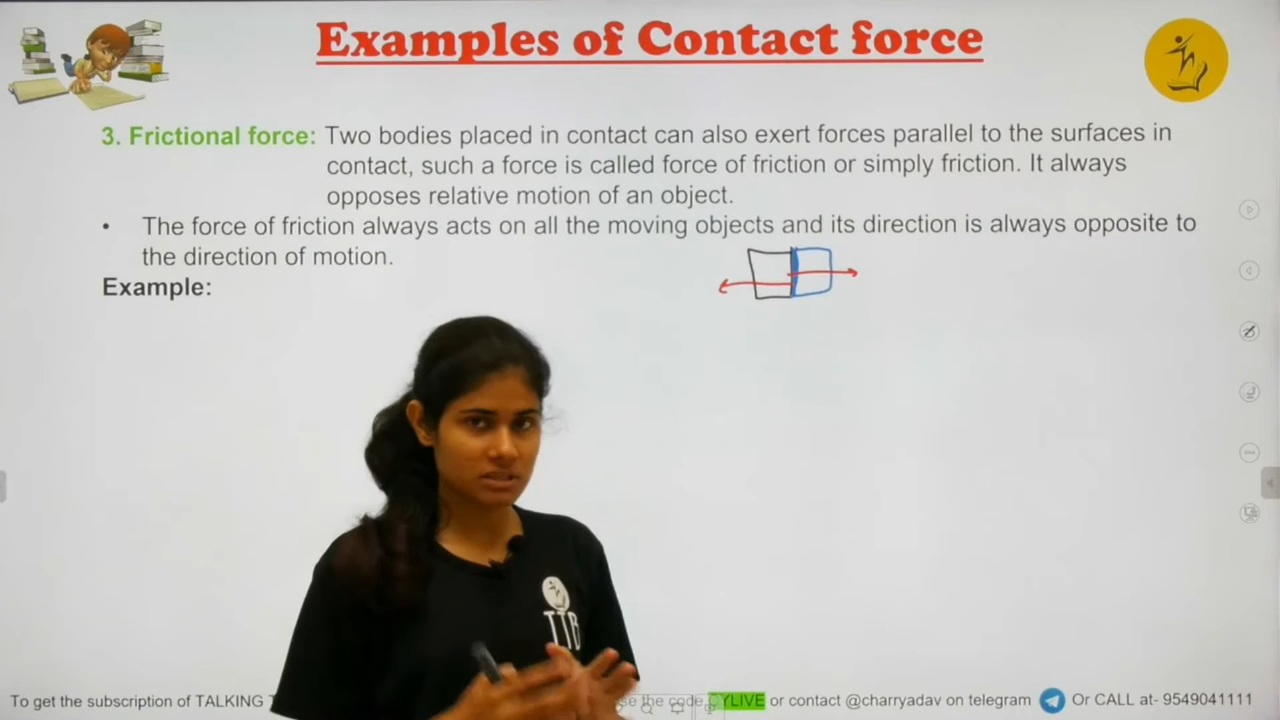 Examples of Contact force
3. Frictional force: Two bodies placed in contact can also exert forces parallel to the surfaces in
contact, such a force is called force of friction or simply friction. It always
opposes relative motion of an object.
• The force of friction always acts on all the moving objects and its direction is always opposite to
the direction of motion.
Example:
TTB
To get the subscription of TALKING the code CYLIVE or contact @charryadav on telegram Or CALL at- 9549041111